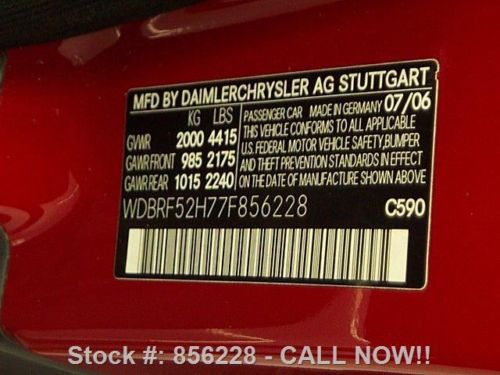 MFD BY DAIMLERCHRYSLER AG STUTTGART
KG LBS
GVWR 2000 4415
GAWR FRONT 985 2175
GAWR REAR 1015 2240
PASSENGER CAR MADE IN GERMANY 07/06
THIS VEHICLE CONFORMS TO ALL APPLICABLE
U.S. FEDERAL MOTOR VEHICLE SAFETY, BUMPER
AND THEFT PREVENTION STANDARDS IN EFFECT ON
THE DATE OF MANUFACTURE SHOWN ABOVE.
WDBRF52H77F856228 C590
Stock #: 856228 - CALL NOW!!